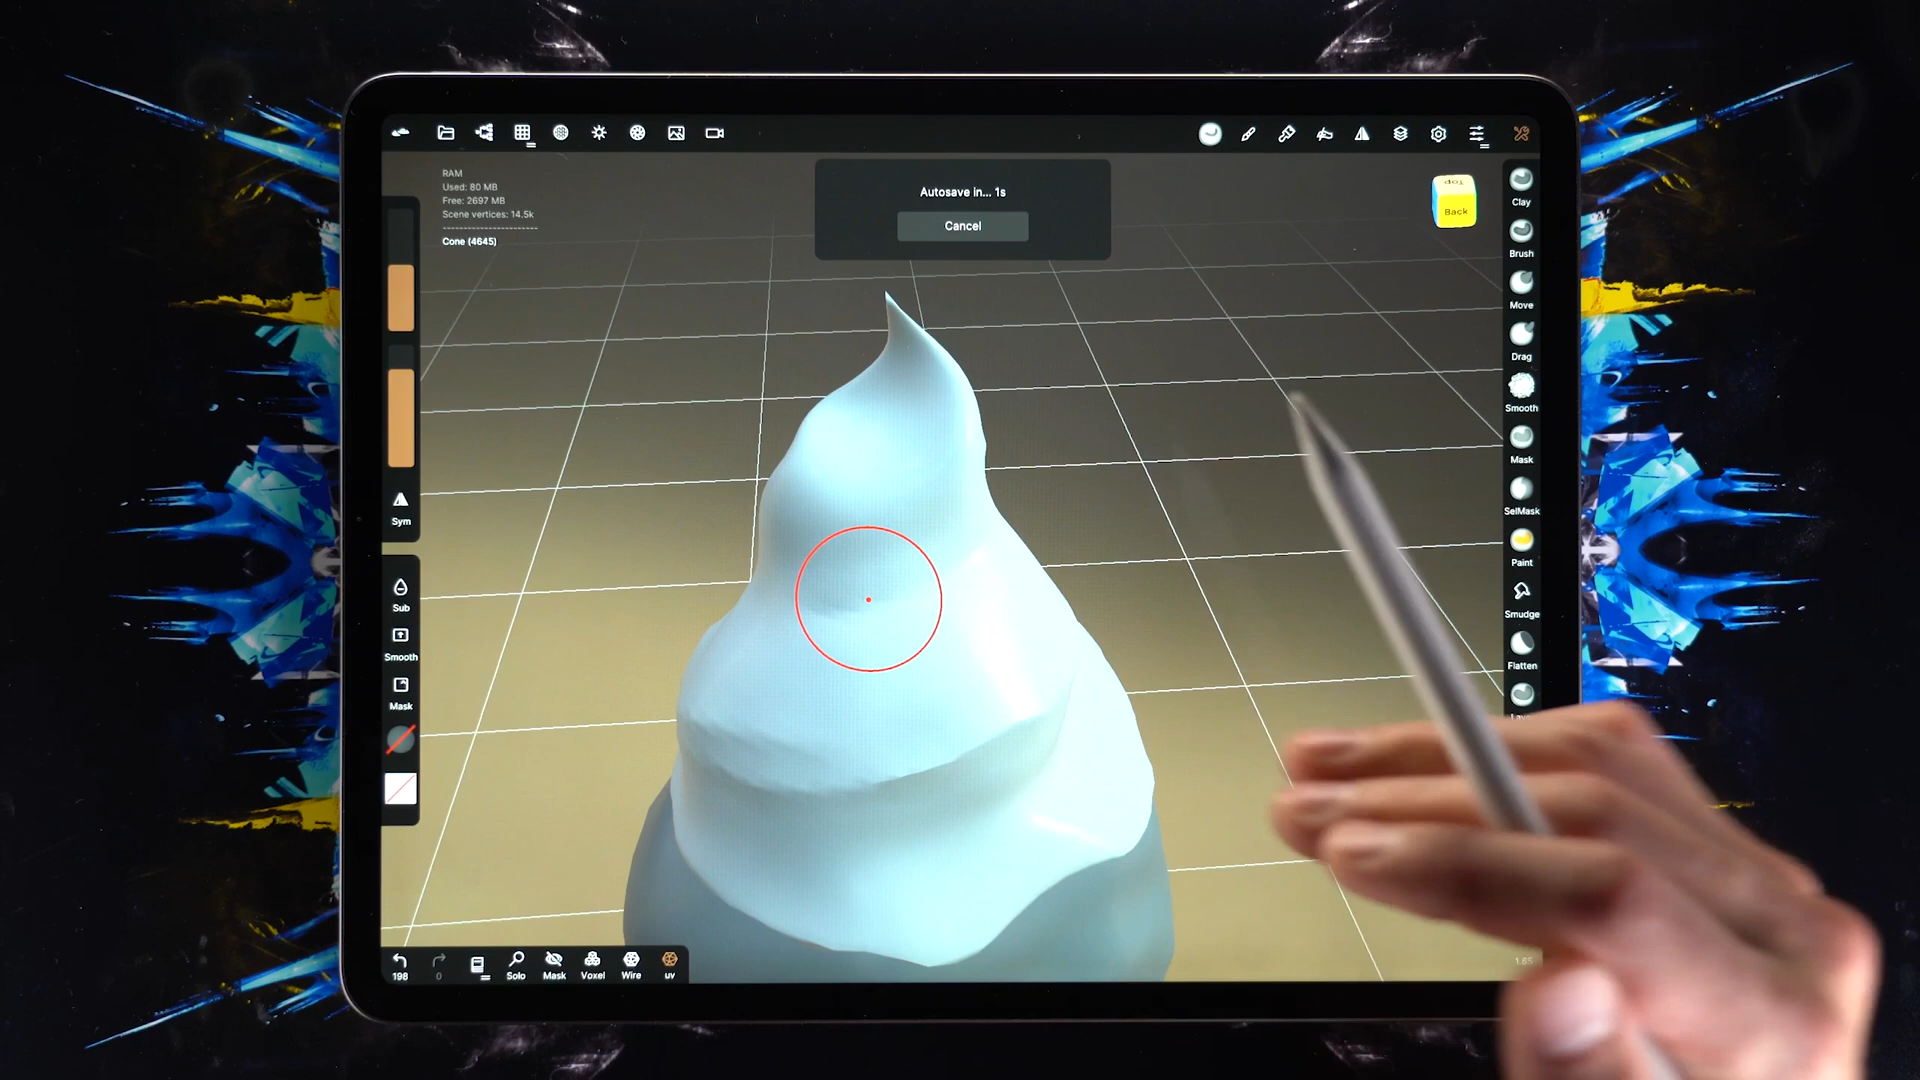 RAM
Used: 80 MB
Free: 2697 MB
Scene vertices: 14.5k
-----------------------
Cone (4645)
Autosave in... 1s
Cancel
Top
Back
Clay
Brush
Move
Drag
Smooth
Mask
SelMask
Paint
Smudge
Flatten
Sym
Sub
Smooth
Mask
198
0
Solo
Mask
Voxel
Wire
uv